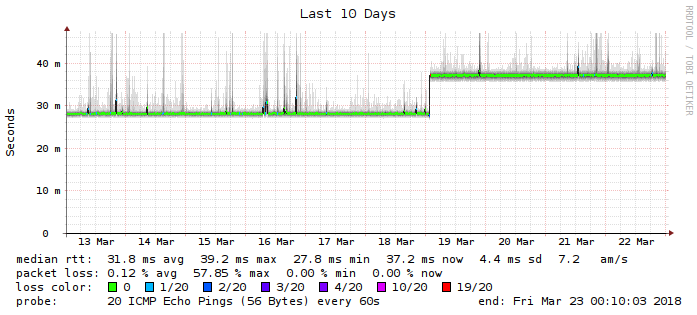 Last 10 Days
RRDTOOL / TOBI OETIKER
Seconds
40 m
30 m
20 m
10 m
0
13 Mar 14 Mar 15 Mar 16 Mar 17 Mar 18 Mar 19 Mar 20 Mar 21 Mar 22 Mar
median rtt: 31.8 ms avg 39.2 ms max 27.8 ms min 37.2 ms now 4.4 ms sd 7.2 am/s
packet loss: 0.12 % avg 57.85 % max 0.00 % min 0.00 % now
loss color: 0 1/20 2/20 3/20 4/20 10/20 19/20
probe: 20 ICMP Echo Pings (56 Bytes) every 60s end: Fri Mar 23 00:10:03 2018